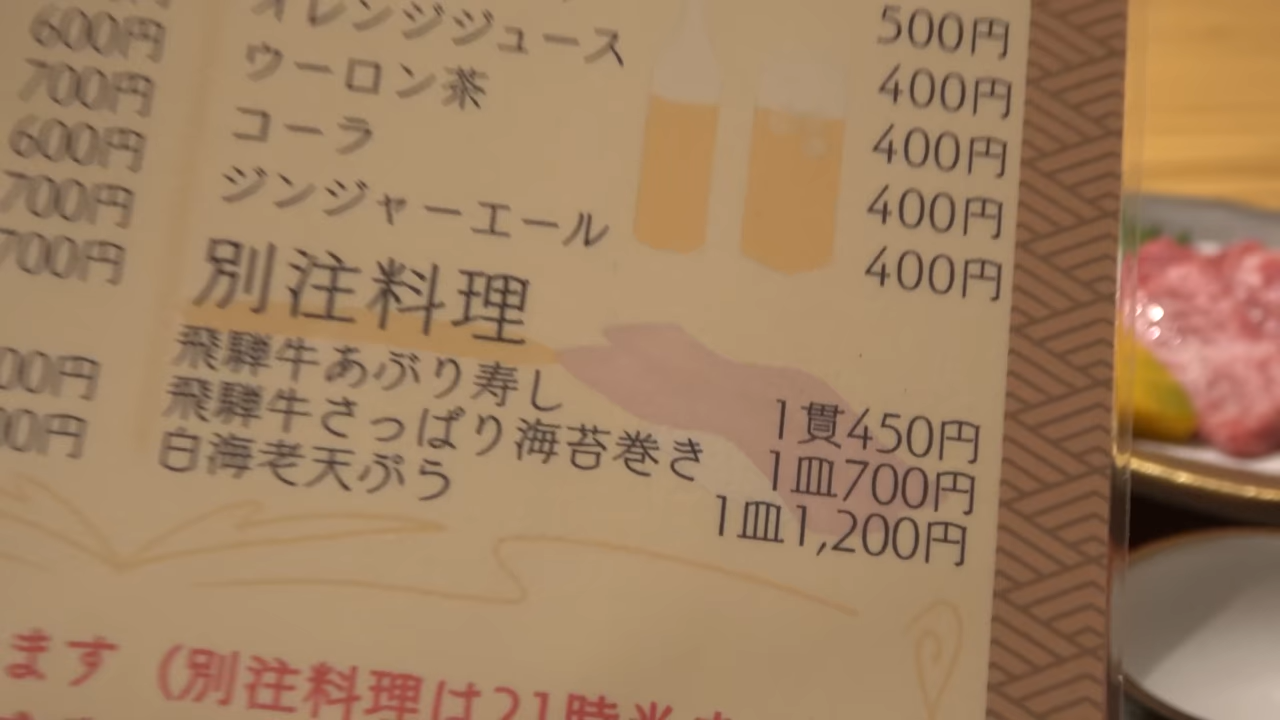 600円
700円
600円
700円
700円
00円
00円
オレンジジュース
500円
ウーロン茶
400円
コーラ
400円
ジンジャーエール
400円
400円
別注料理
飛騨牛あぶり寿し
1貫450円
飛騨牛さっぱり海苔巻き
1皿700円
白海老天ぷら
1皿1,200円
ます(別注料理は21時